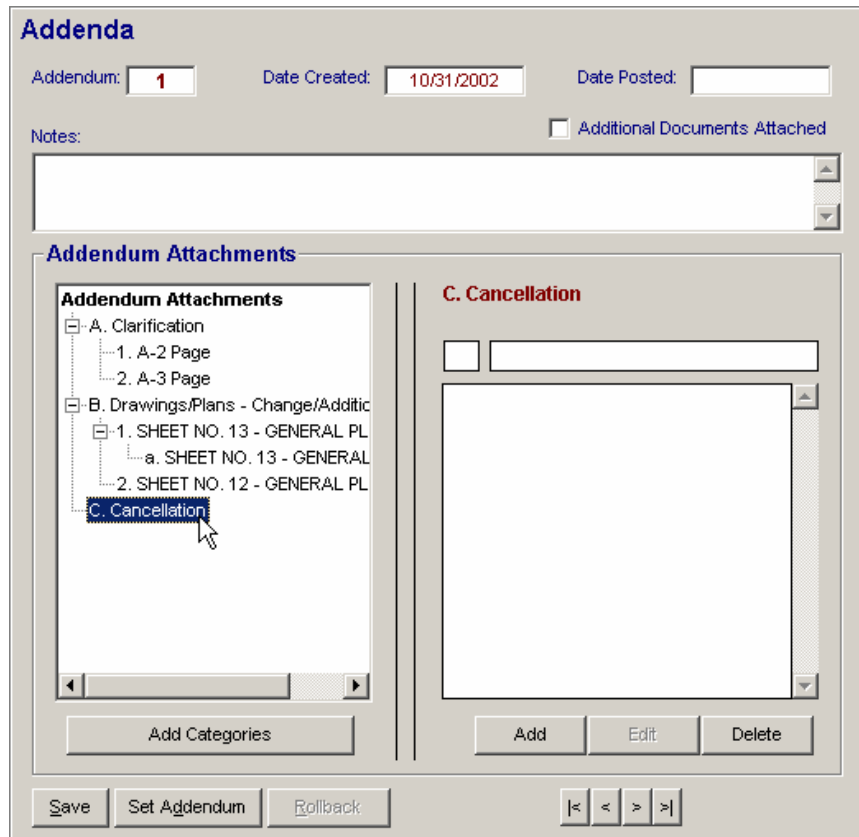 Addenda
Addendum: 1 Date Created: 10/31/2002 Date Posted:
Additional Documents Attached
Notes:
Addendum Attachments
Addendum Attachments
A. Clarification
1. A-2 Page
2. A-3 Page
B. Drawings/Plans - Change/Additic
1. SHEET NO. 13 - GENERAL PL
a. SHEET NO. 13 - GENERAL
2. SHEET NO. 12 - GENERAL PL
C. Cancellation
Add Categories
C. Cancellation
Add Edit Delete
Save Set Addendum Rollback |< < > >|